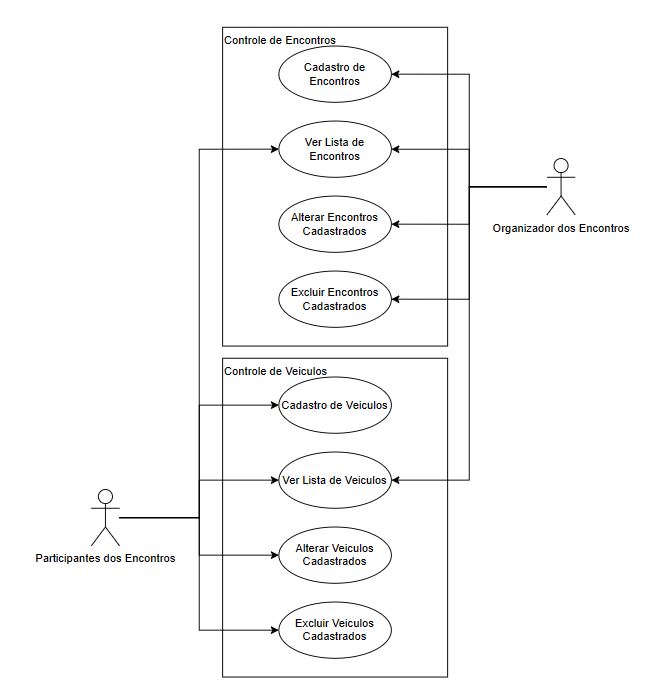 Controle de Encontros
Cadastro de
Encontros
Ver Lista de
Encontros
Alterar Encontros
Cadastrados
Excluir Encontros
Cadastrados
Organizador dos Encontros
Controle de Veiculos
Cadastro de Veiculos
Ver Lista de Veiculos
Alterar Veiculos
Cadastrados
Excluir Veiculos
Cadastrados
Participantes dos Encontros